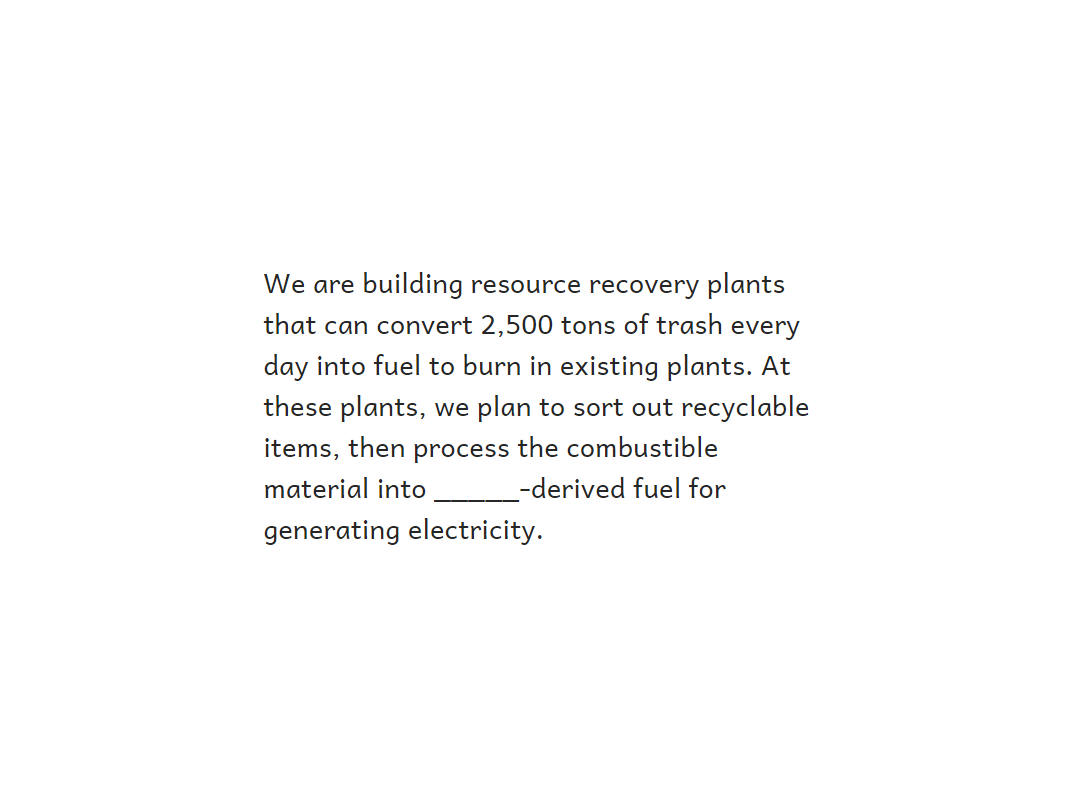 We are building resource recovery plants
that can convert 2,500 tons of trash every
day into fuel to burn in existing plants. At
these plants, we plan to sort out recyclable
items, then process the combustible
material into _____-derived fuel for
generating electricity.